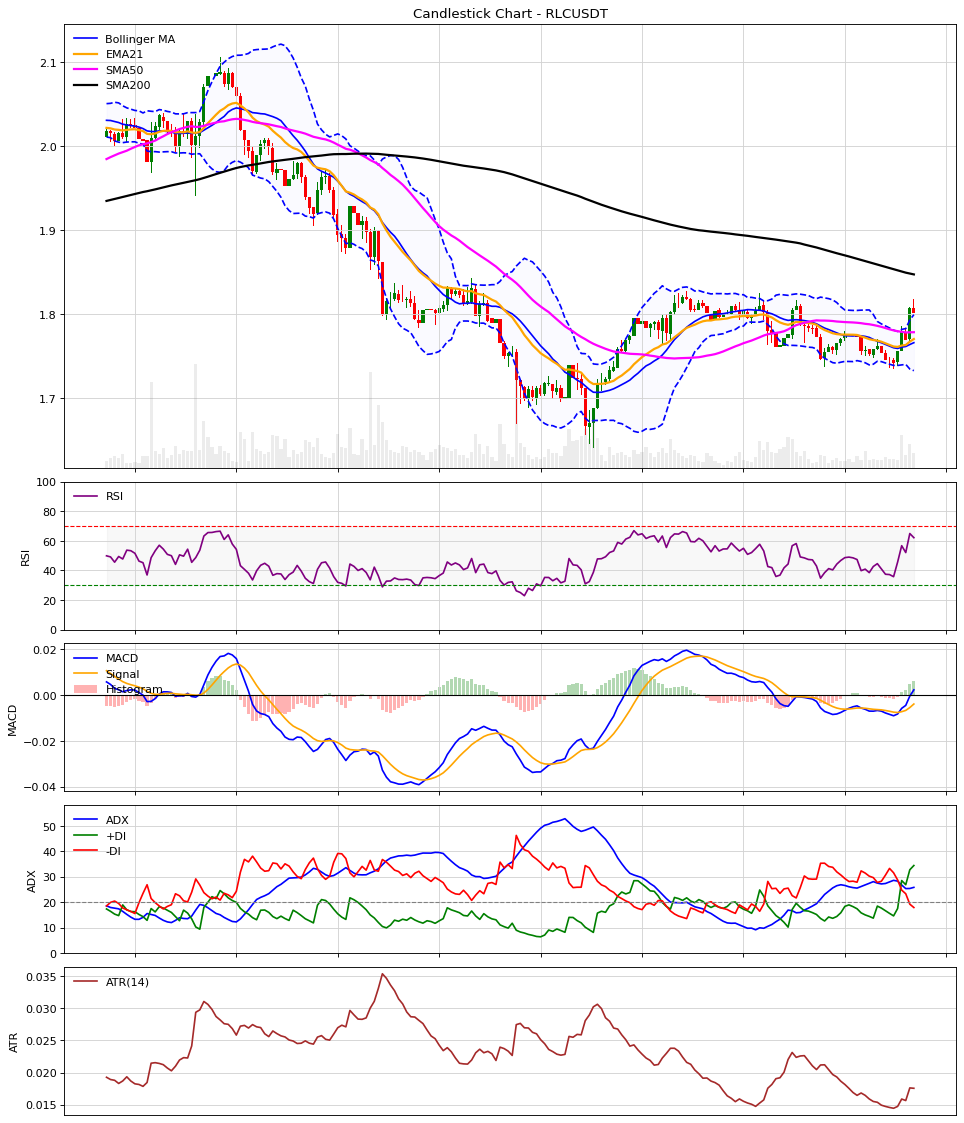 Candlestick Chart - RLCUSDT
Bollinger MA
EMA21
SMA50
SMA200
2.1
2.0
1.9
1.8
1.7
RSI
RSI
100
80
60
40
20
0
MACD
Signal
Histogram
MACD
0.02
0.00
−0.02
−0.04
ADX
+DI
-DI
ADX
50
40
30
20
10
0
ATR(14)
ATR
0.035
0.030
0.025
0.020
0.015